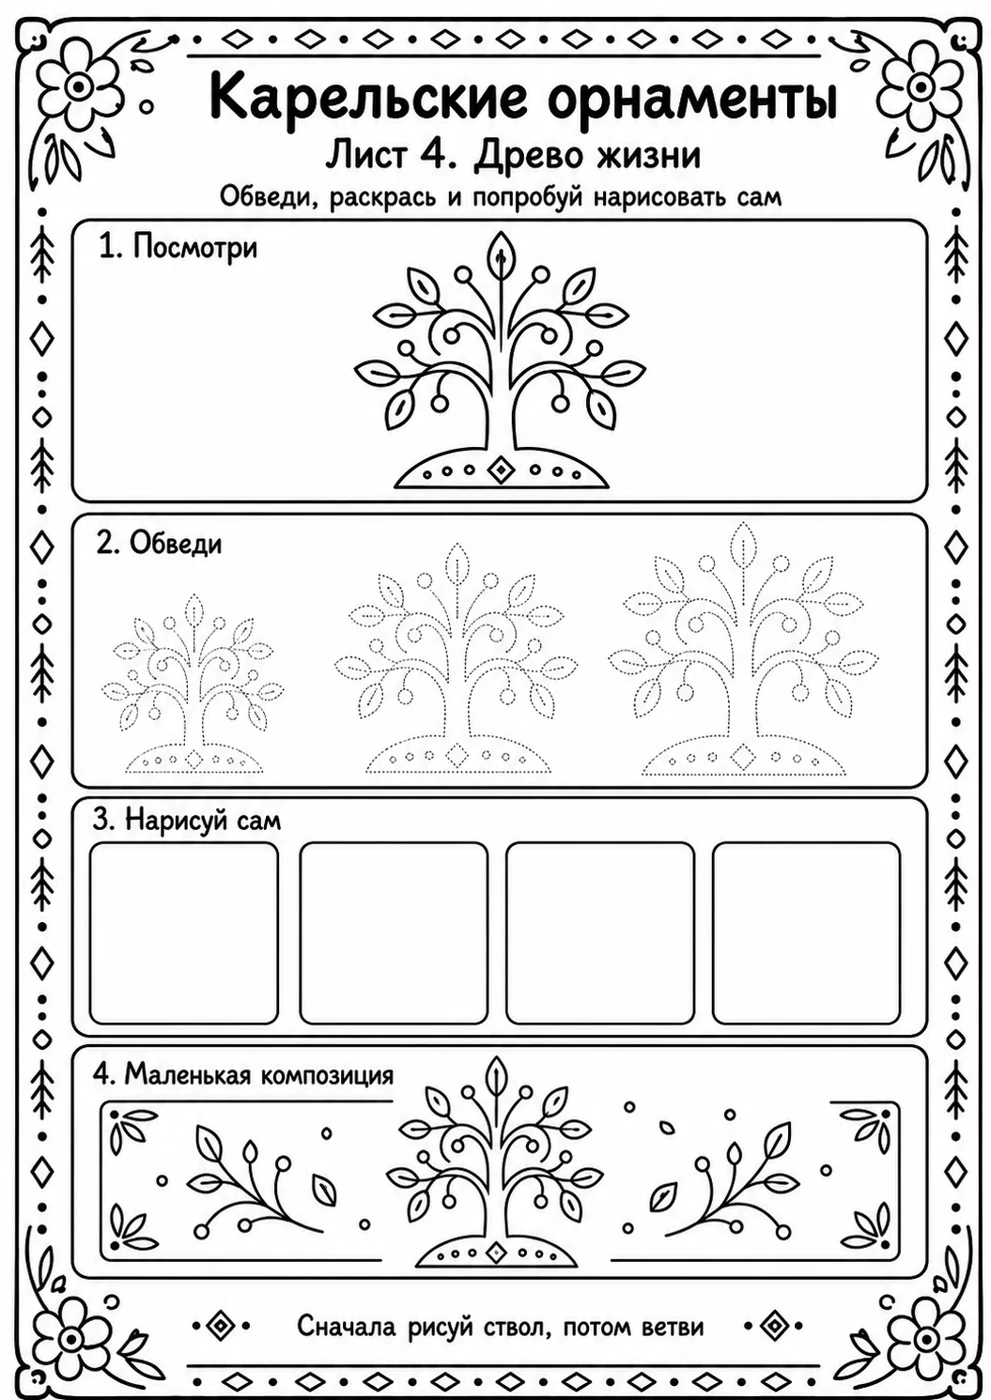 Карельские орнаменты
Лист 4. Древо жизни
Обведи, раскрась и попробуй нарисовать сам
1. Посмотри
2. Обведи
3. Нарисуй сам
4. Маленькая композиция
Сначала рисуй ствол, потом ветви